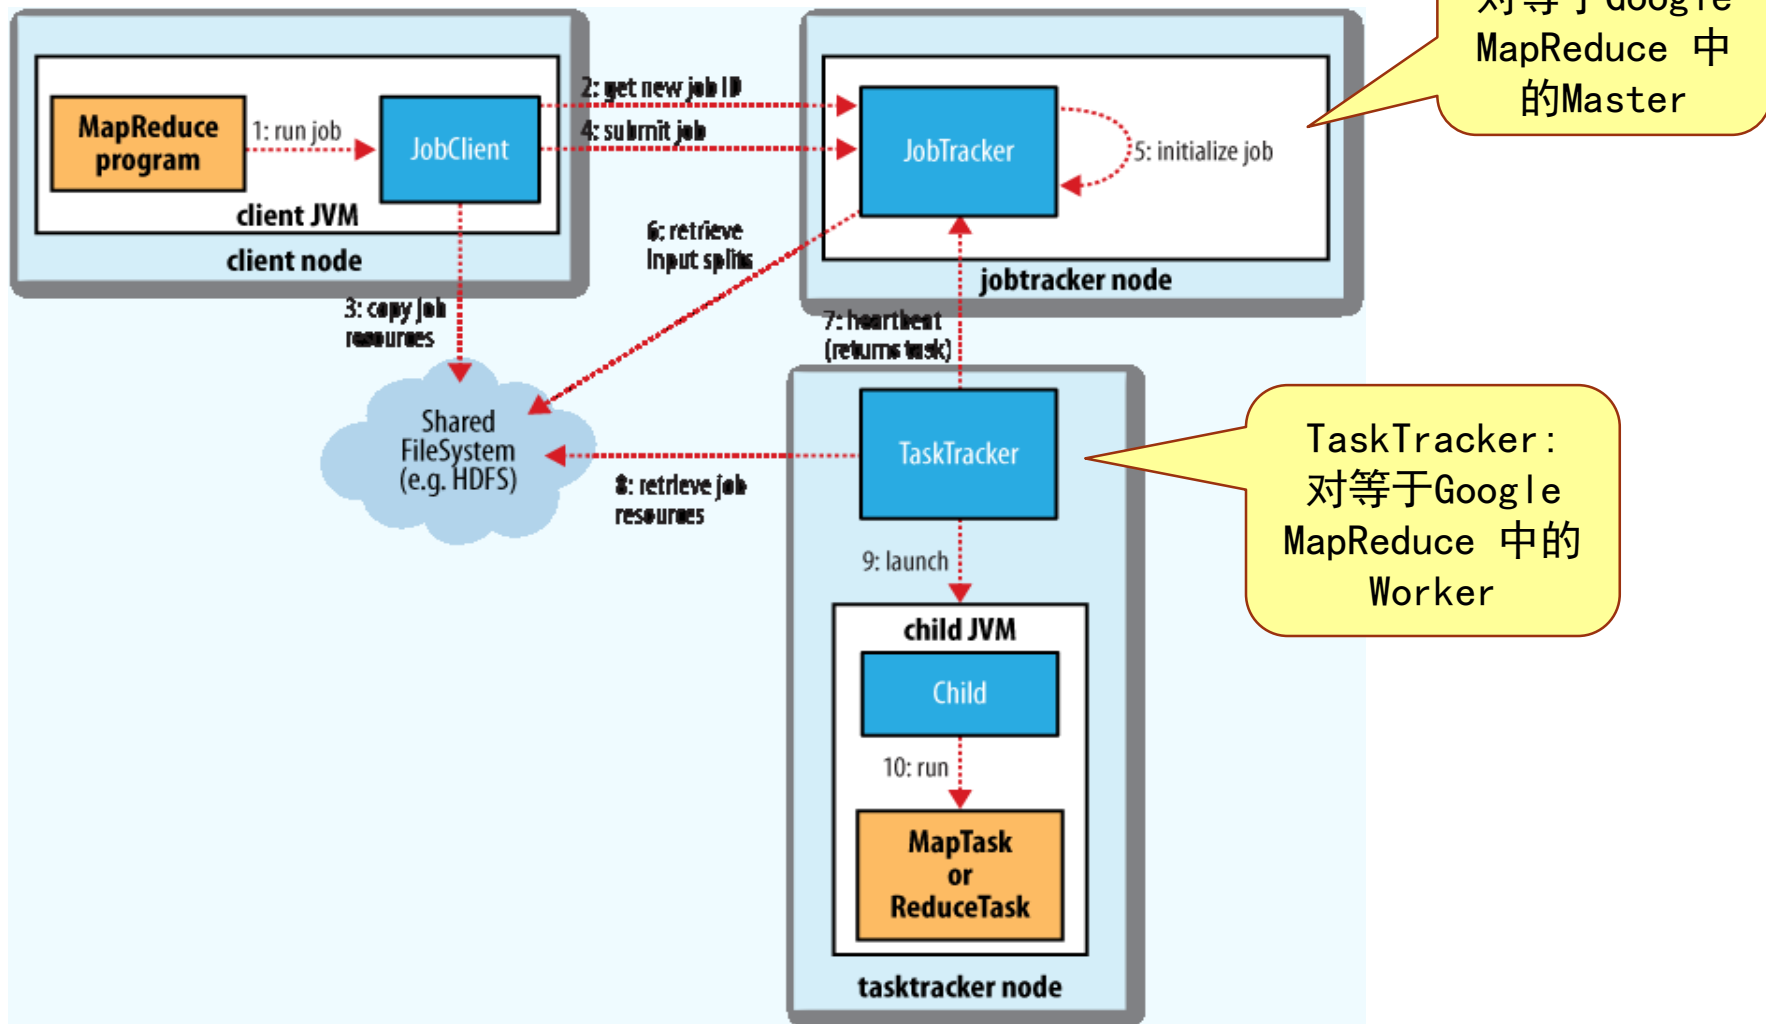 对等于Google
MapReduce 中
的Master
2: get new job ID
MapReduce
program
1: run job
JobClient
4: submit job
JobTracker
5: initialize job
client JVM
client node
6: retrieve
input splits
jobtracker node
3: copy job
resources
7: heartbeat
(returns task)
Shared
FileSystem
(e.g. HDFS)
TaskTracker
8: retrieve job
resources
TaskTracker:
对等于Google
MapReduce 中的
Worker
9: launch
child JVM
Child
10: run
MapTask
or
ReduceTask
tasktracker node